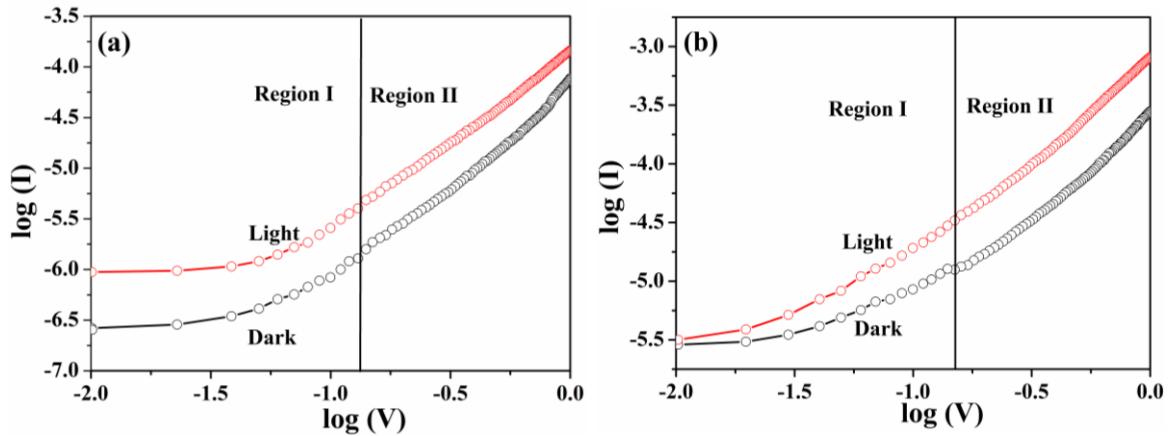 (a)
-3.5
-4.0
-4.5
-5.0
-5.5
-6.0
-6.5
-7.0
log (I)
Region I
Region II
Light
Dark
-2.0 -1.5 -1.0 -0.5 0.0
log (V)
(b)
-3.0
-3.5
-4.0
-4.5
-5.0
-5.5
log (I)
Region I
Region II
Light
Dark
-2.0 -1.5 -1.0 -0.5 0.0
log (V)